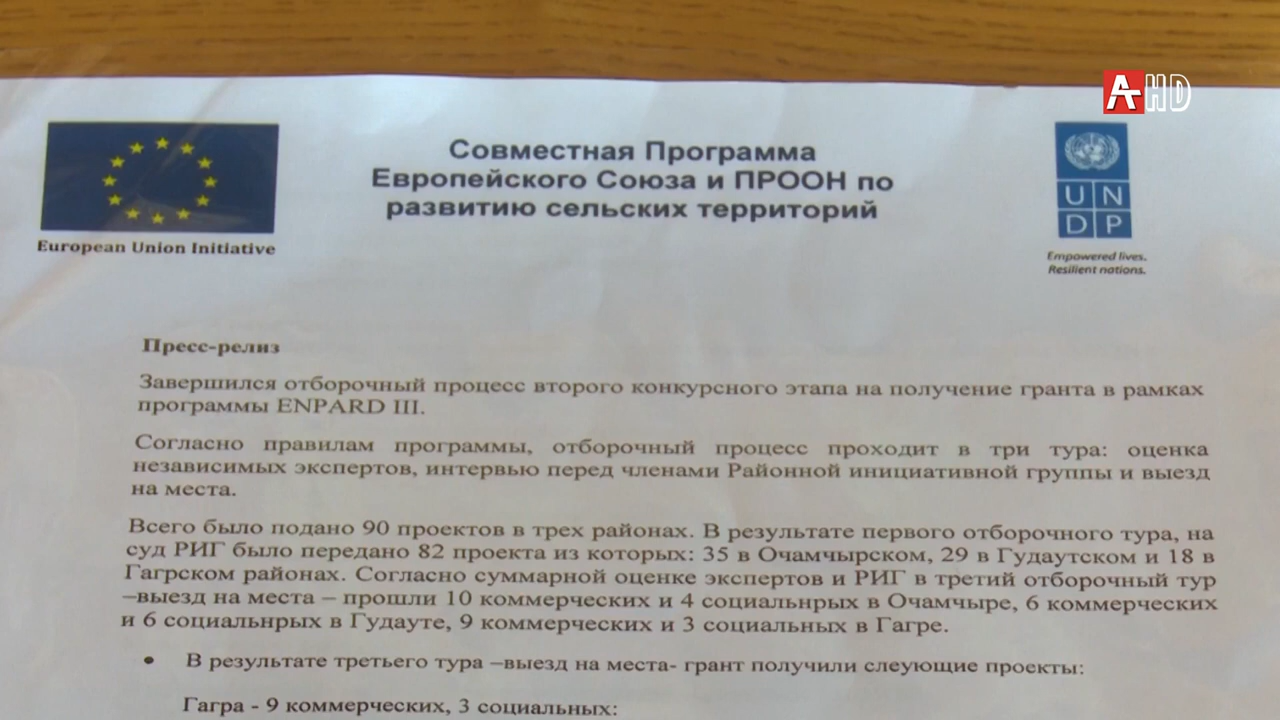 A HD
Совместная Программа
Европейского Союза и ПРООН по
развитию сельских территорий
European Union Initiative
UN
DP
Empowered lives.
Resilient nations.
Пресс-релиз
Завершился отборочный процесс второго конкурсного этапа на получение гранта в рамках
программы ENPARD III.
Согласно правилам программы, отборочный процесс проходит в три тура: оценка
независимых экспертов, интервью перед членами Районной инициативной группы и выезд
на места.
Всего было подано 90 проектов в трех районах. В результате первого отборочного тура, на
суд РИГ было передано 82 проекта из которых: 35 в Очамчырском, 29 в Гудаутском и 18 в
Гагрском районах. Согласно суммарной оценке экспертов и РИГ в третий отборочный тур
–выезд на места – прошли 10 коммерческих и 4 социальнрых в Очамчыре, 6 коммерческих
и 6 социальнрых в Гудауте, 9 коммерческих и 3 социальных в Гагре.
• В результате третьего тура –выезд на места- грант получили слеующие проекты:
Гагра - 9 коммерческих, 3 социальных: